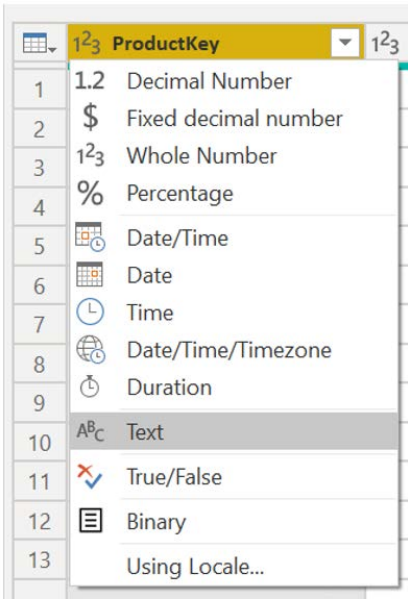 1²3 ProductKey 1²3
1 1.2 Decimal Number
2 $ Fixed decimal number
3 1²3 Whole Number
4 % Percentage
5 Date/Time
6 Date
7 Time
8 Date/Time/Timezone
9 Duration
10 ABC Text
11 True/False
12 Binary
13 Using Locale...